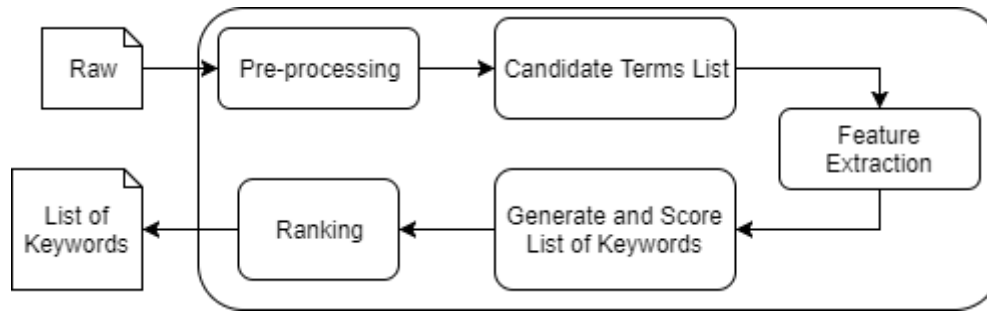 Raw
Pre-processing
Candidate Terms List
Feature
Extraction
Generate and Score
List of Keywords
Ranking
List of
Keywords